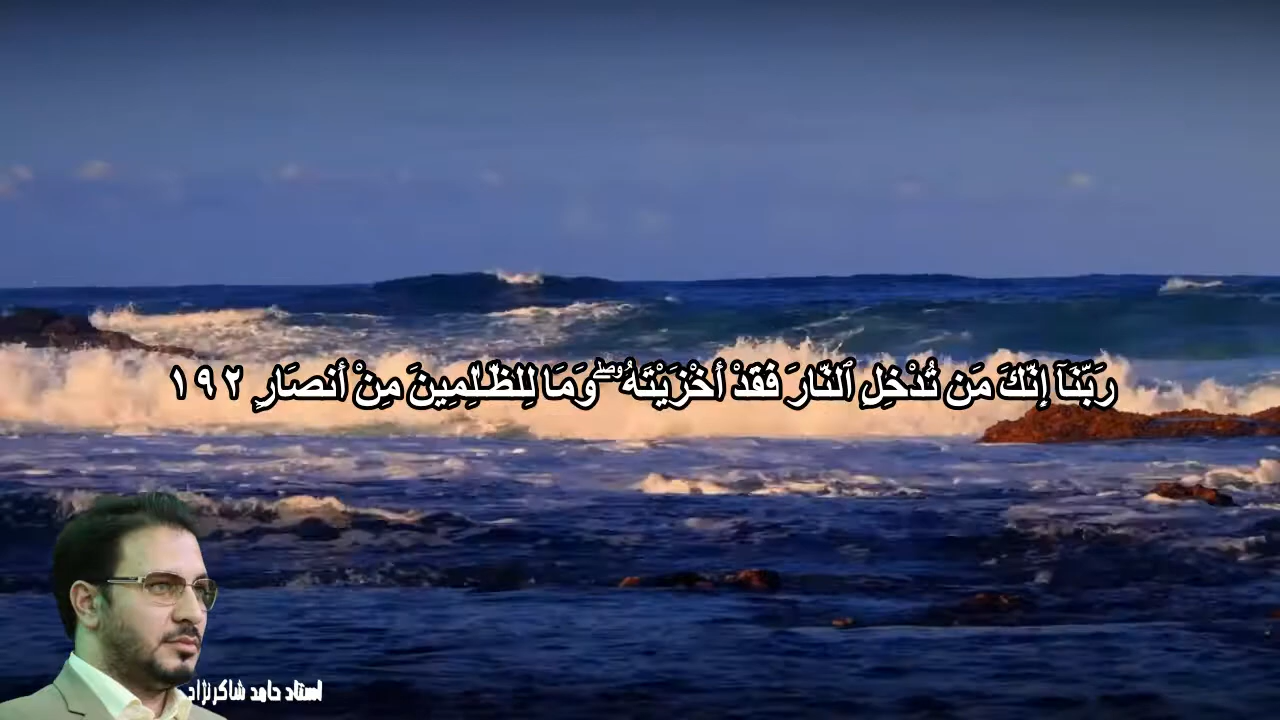 رَبَّنَآ إِنَّكَ مَن تُدْخِلِ ٱلنَّارَ فَقَدْ أَخْزَيْتَهُۥ ۖ وَمَا لِلظَّـٰلِمِينَ مِنْ أَنصَارٍ ١٩٢
استاد حامد شاکرنژاد